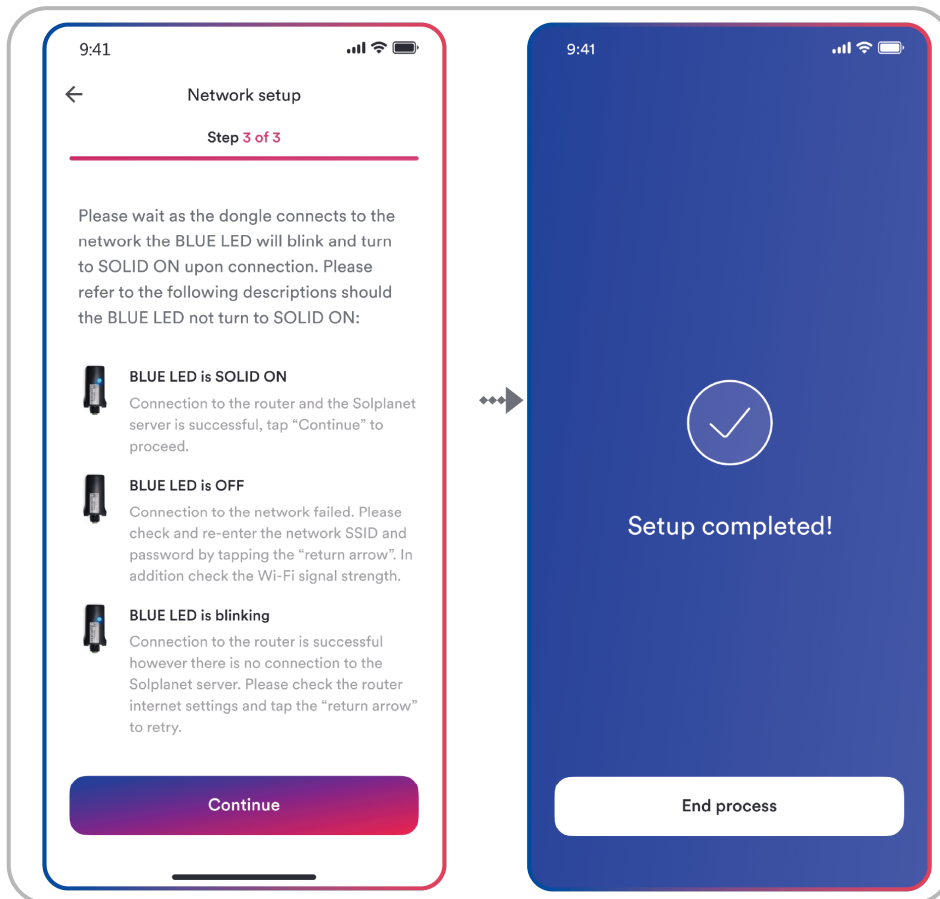 9:41
Network setup
Step 3 of 3
Please wait as the dongle connects to the
network the BLUE LED will blink and turn
to SOLID ON upon connection. Please
refer to the following descriptions should
the BLUE LED not turn to SOLID ON:
BLUE LED is SOLID ON
Connection to the router and the Solplanet
server is successful, tap “Continue” to
proceed.
BLUE LED is OFF
Connection to the network failed. Please
check and re-enter the network SSID and
password by tapping the “return arrow”. In
addition check the Wi-Fi signal strength.
BLUE LED is blinking
Connection to the router is successful
however there is no connection to the
Solplanet server. Please check the router
internet settings and tap the “return arrow”
to retry.
Continue
9:41
Setup completed!
End process